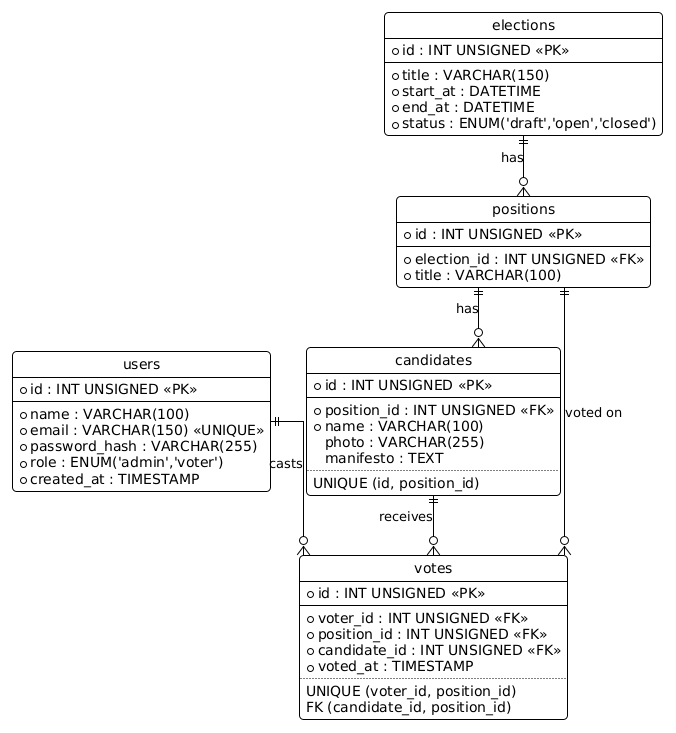 elections
id : INT UNSIGNED «PK»
title : VARCHAR(150)
start_at : DATETIME
end_at : DATETIME
status : ENUM('draft','open','closed')
has
positions
id : INT UNSIGNED «PK»
election_id : INT UNSIGNED «FK»
title : VARCHAR(100)
has
users
id : INT UNSIGNED «PK»
name : VARCHAR(100)
email : VARCHAR(150) «UNIQUE»
password_hash : VARCHAR(255)
role : ENUM('admin','voter')
created_at : TIMESTAMP
candidates
id : INT UNSIGNED «PK»
position_id : INT UNSIGNED «FK»
name : VARCHAR(100)
photo : VARCHAR(255)
manifesto : TEXT
UNIQUE (id, position_id)
voted on
casts
receives
votes
id : INT UNSIGNED «PK»
voter_id : INT UNSIGNED «FK»
position_id : INT UNSIGNED «FK»
candidate_id : INT UNSIGNED «FK»
voted_at : TIMESTAMP
UNIQUE (voter_id, position_id)
FK (candidate_id, position_id)